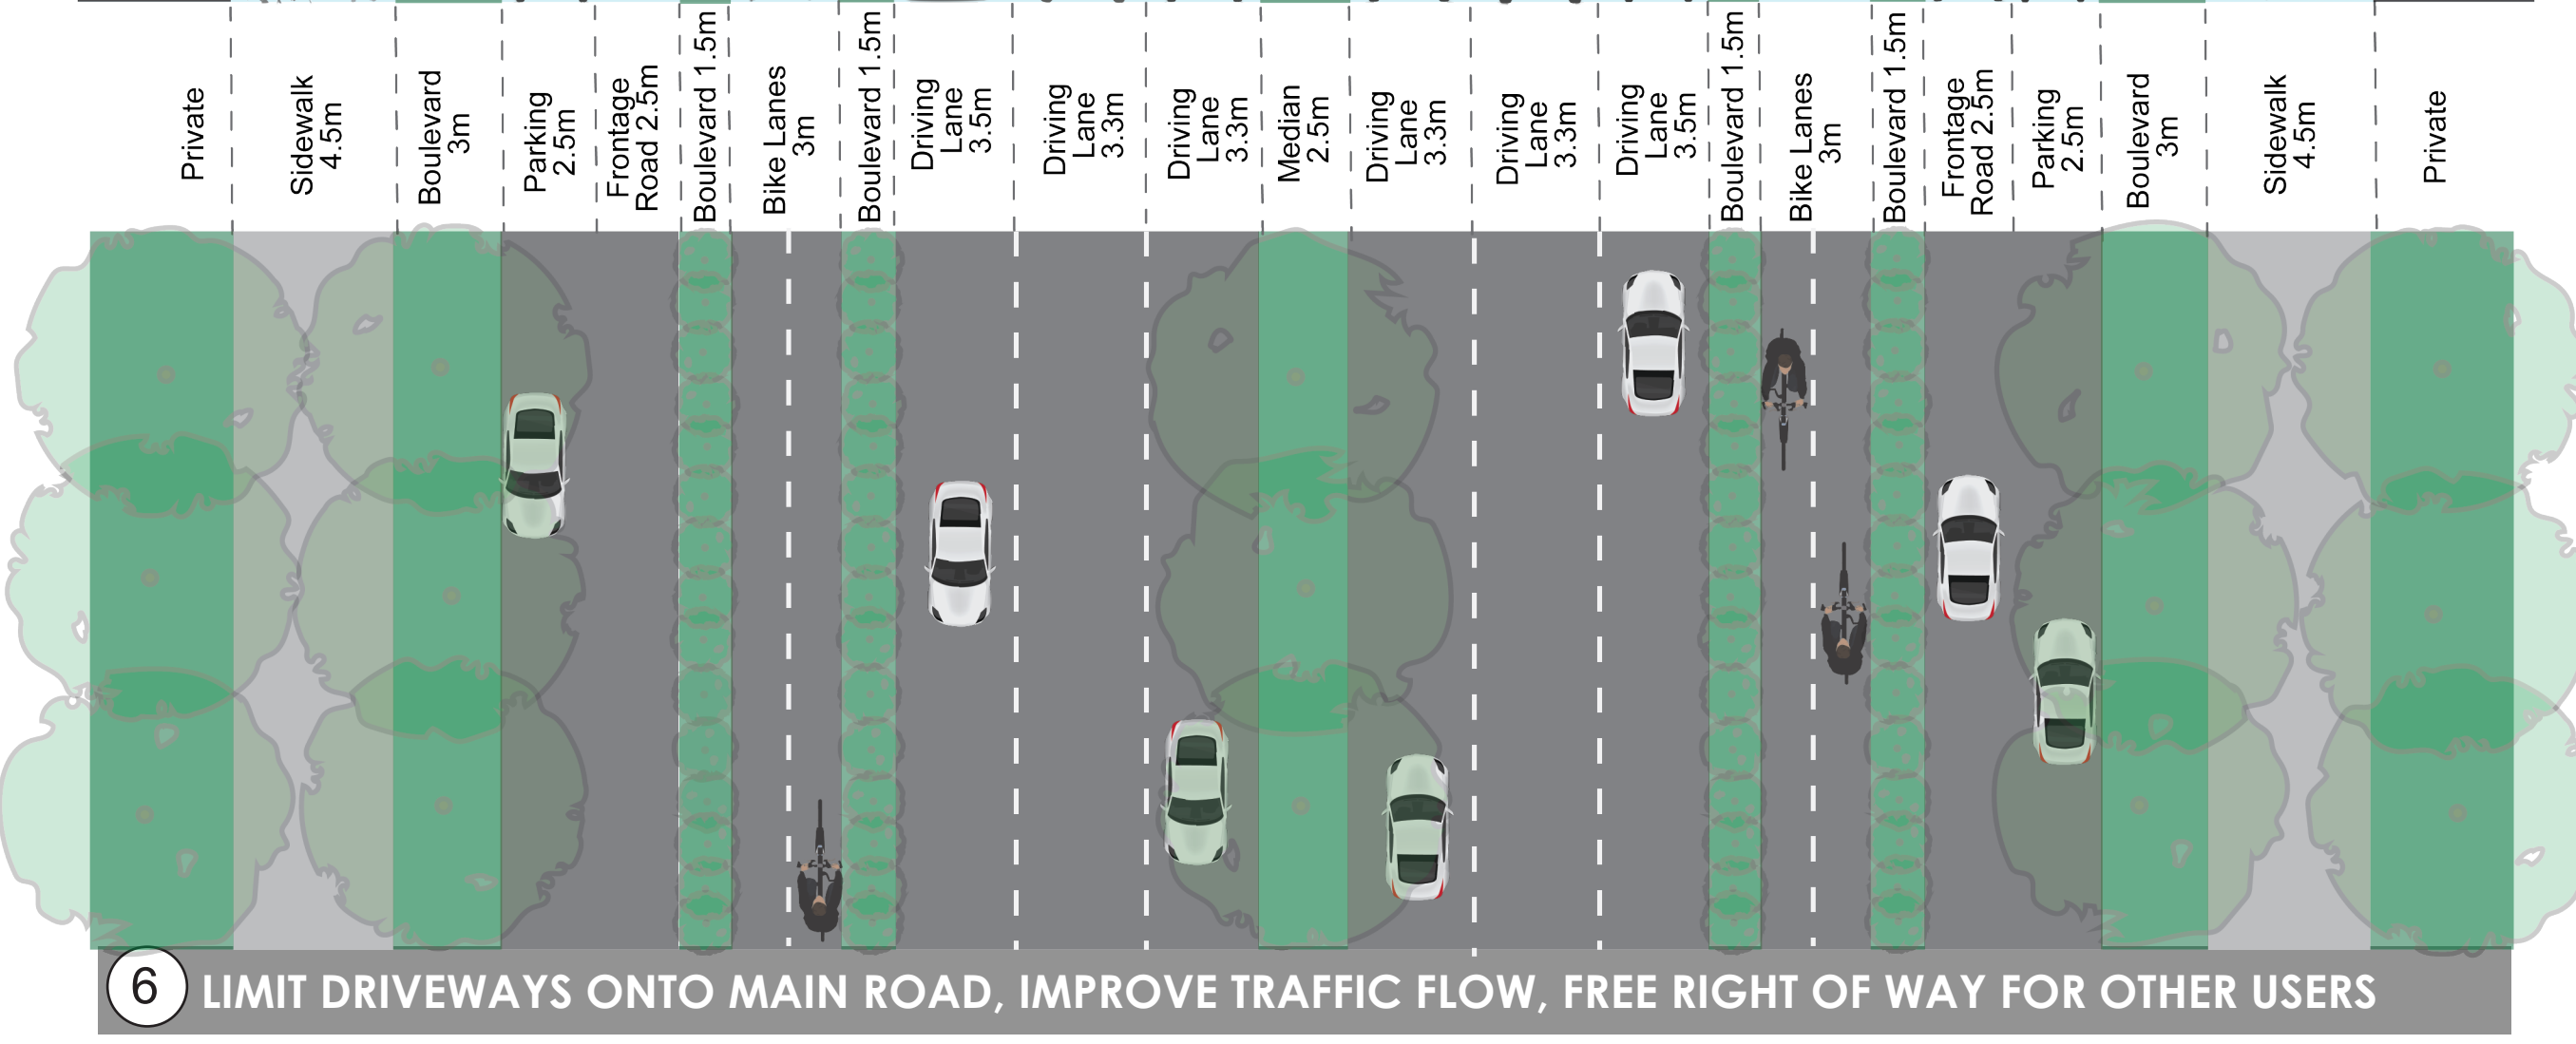 Private
Sidewalk
4.5m
Boulevard
3m
Parking
2.5m
Frontage
Road 2.5m
Boulevard 1.5m
Bike Lanes
3m
Boulevard 1.5m
Driving
Lane
3.5m
Driving
Lane
3.3m
Driving
Lane
3.3m
Median
2.5m
Driving
Lane
3.3m
Driving
Lane
3.3m
Driving
Lane
3.5m
Boulevard 1.5m
Bike Lanes
3m
Boulevard 1.5m
Frontage
Road 2.5m
Parking
2.5m
Boulevard
3m
Sidewalk
4.5m
Private
6 LIMIT DRIVEWAYS ONTO MAIN ROAD, IMPROVE TRAFFIC FLOW, FREE RIGHT OF WAY FOR OTHER USERS